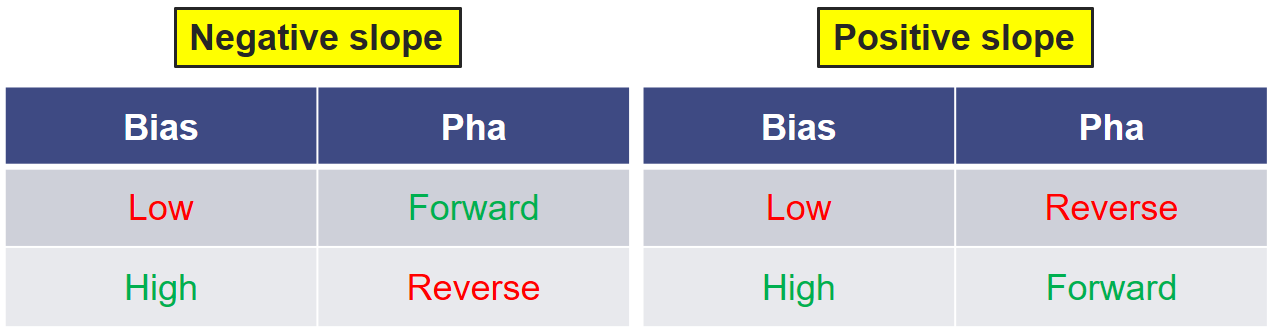 Negative slope
Positive slope
Bias Pha
Low Forward
High Reverse
Bias Pha
Low Reverse
High Forward